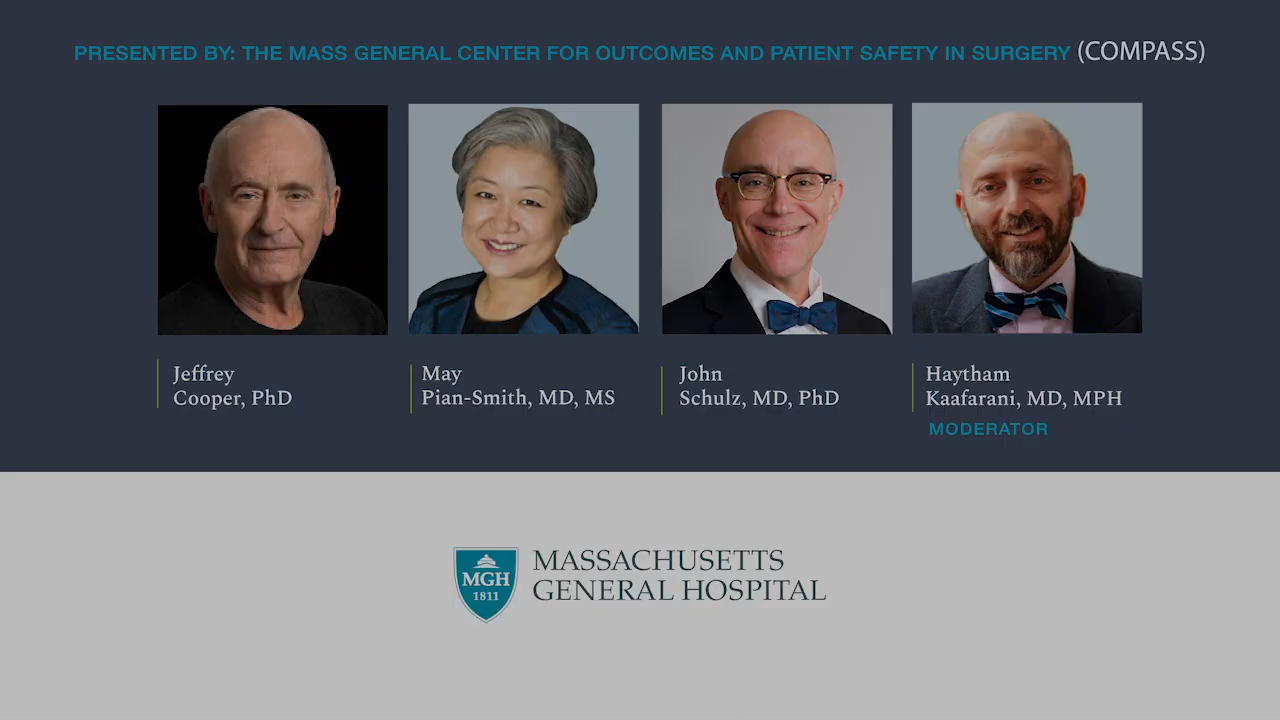 PRESENTED BY: THE MASS GENERAL CENTER FOR OUTCOMES AND PATIENT SAFETY IN SURGERY (COMPASS)
Jeffrey
Cooper, PhD
May
Pian-Smith, MD, MS
John
Schulz, MD, PhD
Haytham
Kaafarani, MD, MPH
MODERATOR
MGH
1811
MASSACHUSETTS
GENERAL HOSPITAL